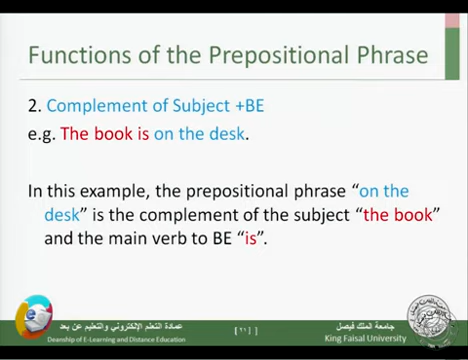 Functions of the Prepositional Phrase
2. Complement of Subject +BE
e.g. The book is on the desk.
In this example, the prepositional phrase “on the
desk” is the complement of the subject “the book”
and the main verb to BE “is”.
عمادة التعلم الإلكتروني والتعليم عن بعد
Deanship of E-Learning and Distance Education
[ ٢١ ]
جامعة الملك فيصل
King Faisal University